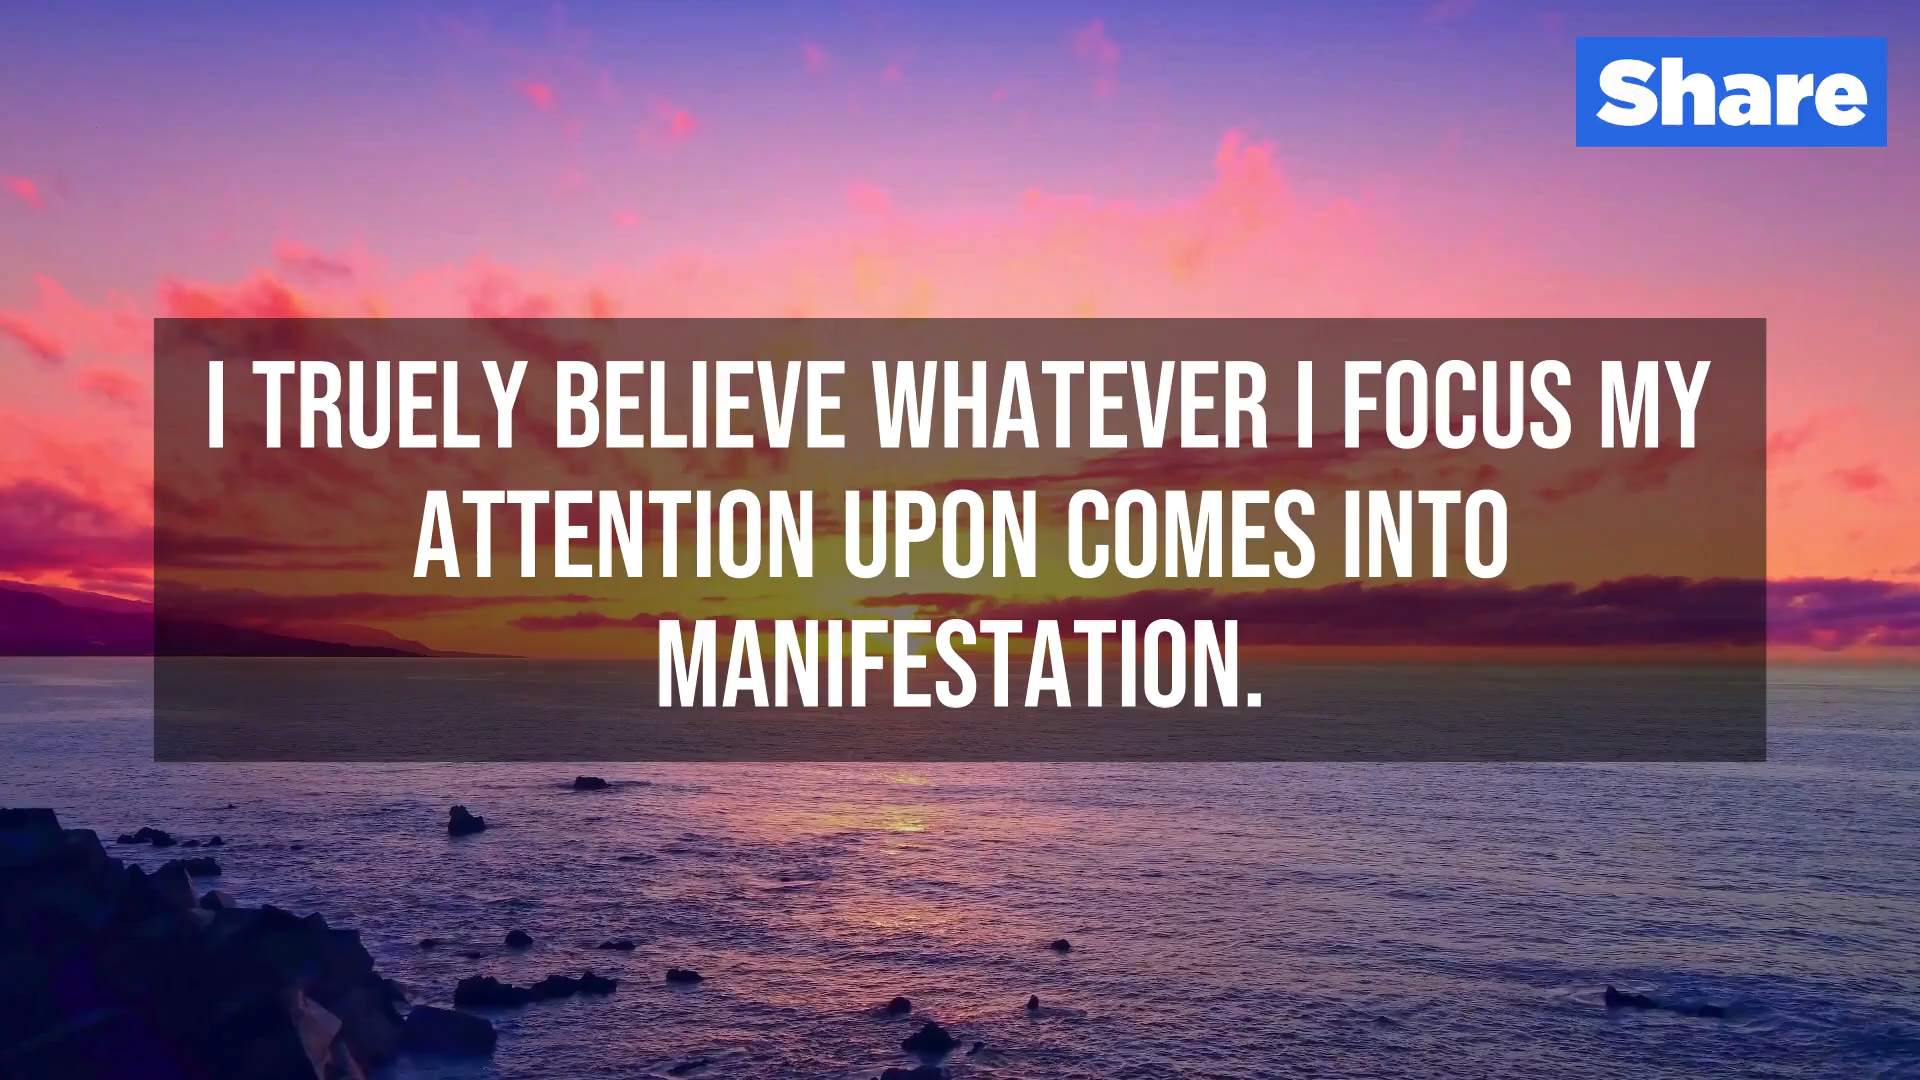 Share
I TRUELY BELIEVE WHATEVER I FOCUS MY
ATTENTION UPON COMES INTO
MANIFESTATION.